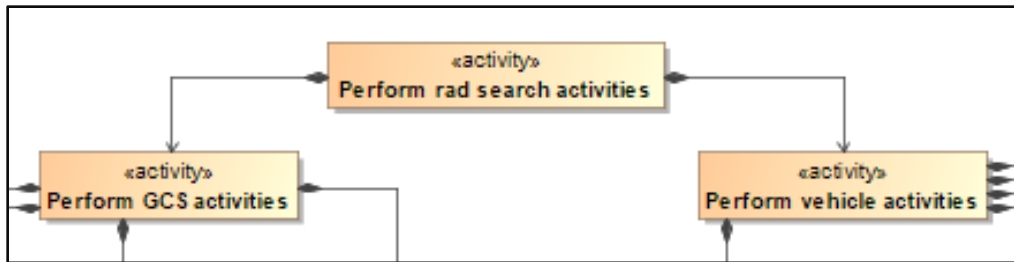 «activity»
Perform rad search activities
«activity»
Perform GCS activities
«activity»
Perform vehicle activities